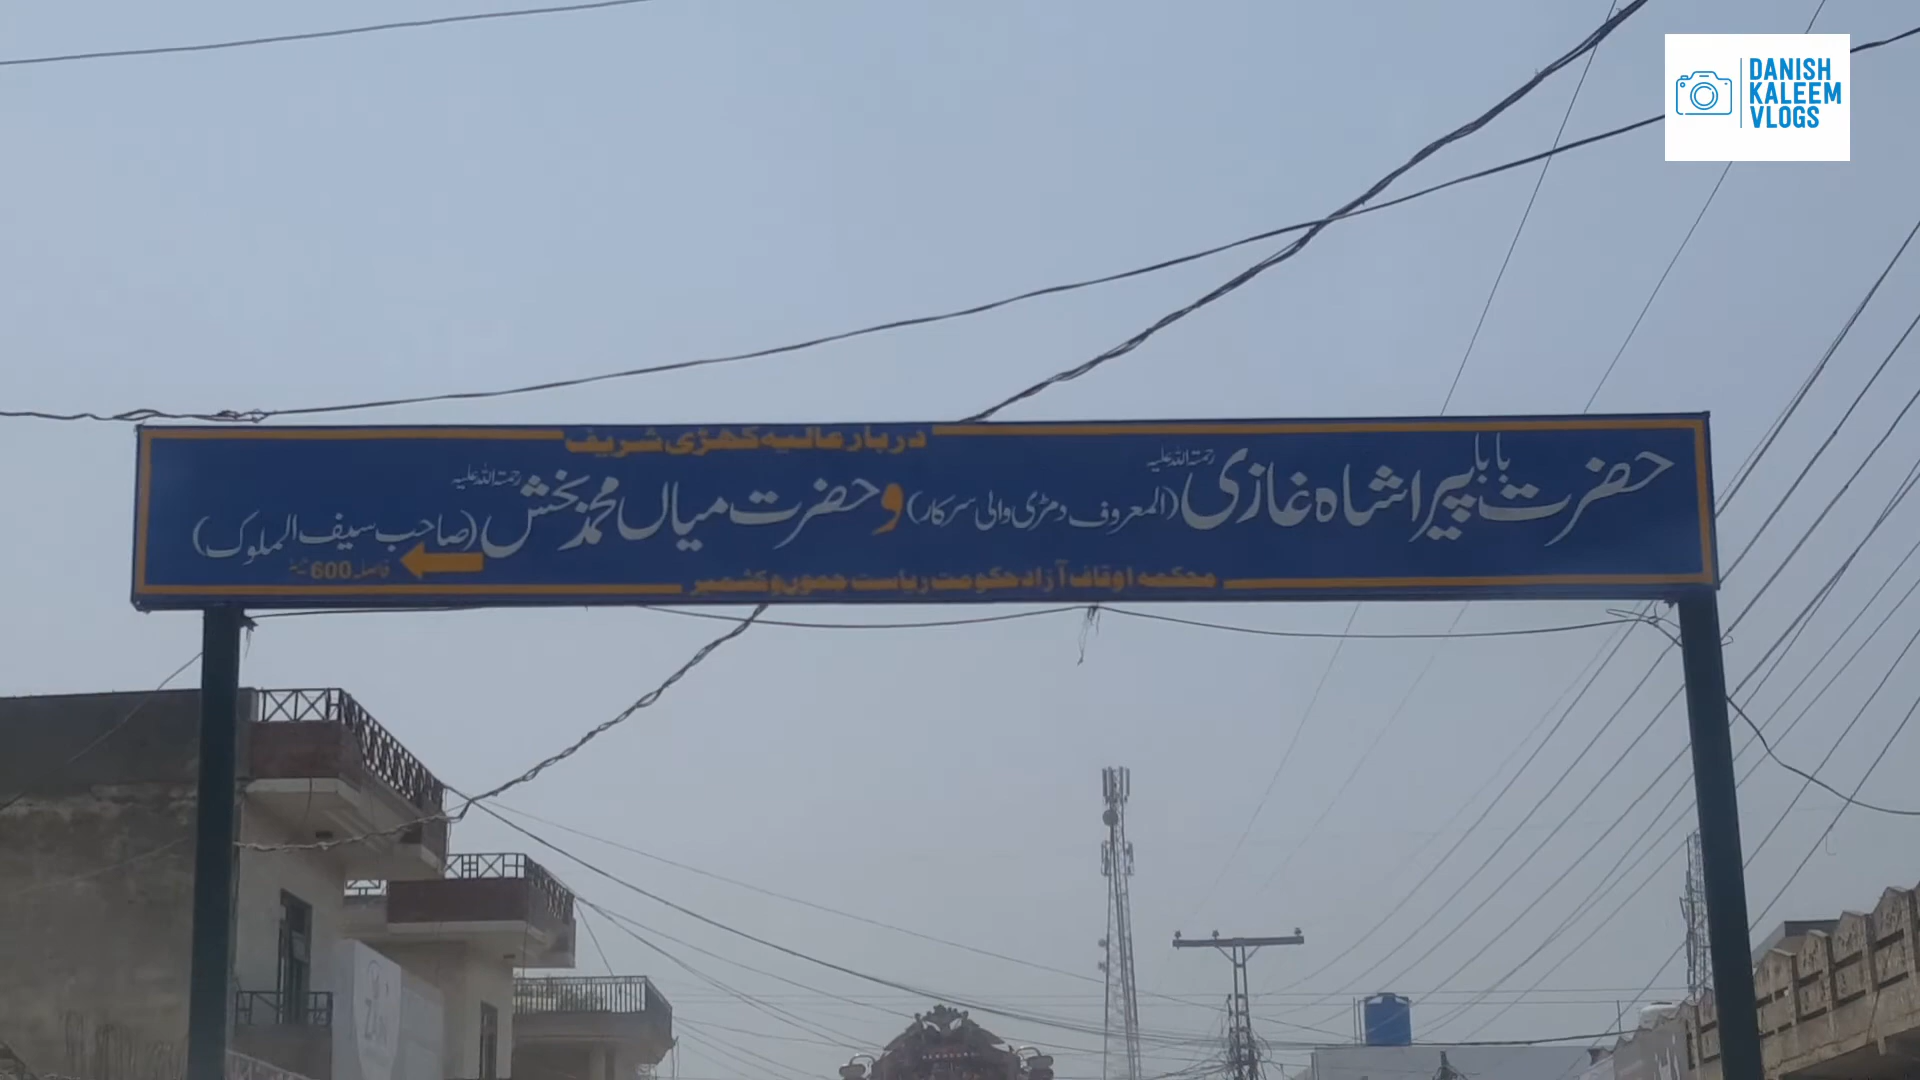 دربار عالیہ کھڑی شریف
حضرت بابا پیرا شاہ غازی رحمتہ اللہ علیہ (المعروف دمڑی والی سرکار) و حضرت میاں محمد بخش رحمتہ اللہ علیہ (صاحب سیف الملوک)
فاصلہ 600 میٹر
محکمہ اوقاف آزاد حکومت ریاست جموں و کشمیر
DANISH
KALEEM
VLOGS